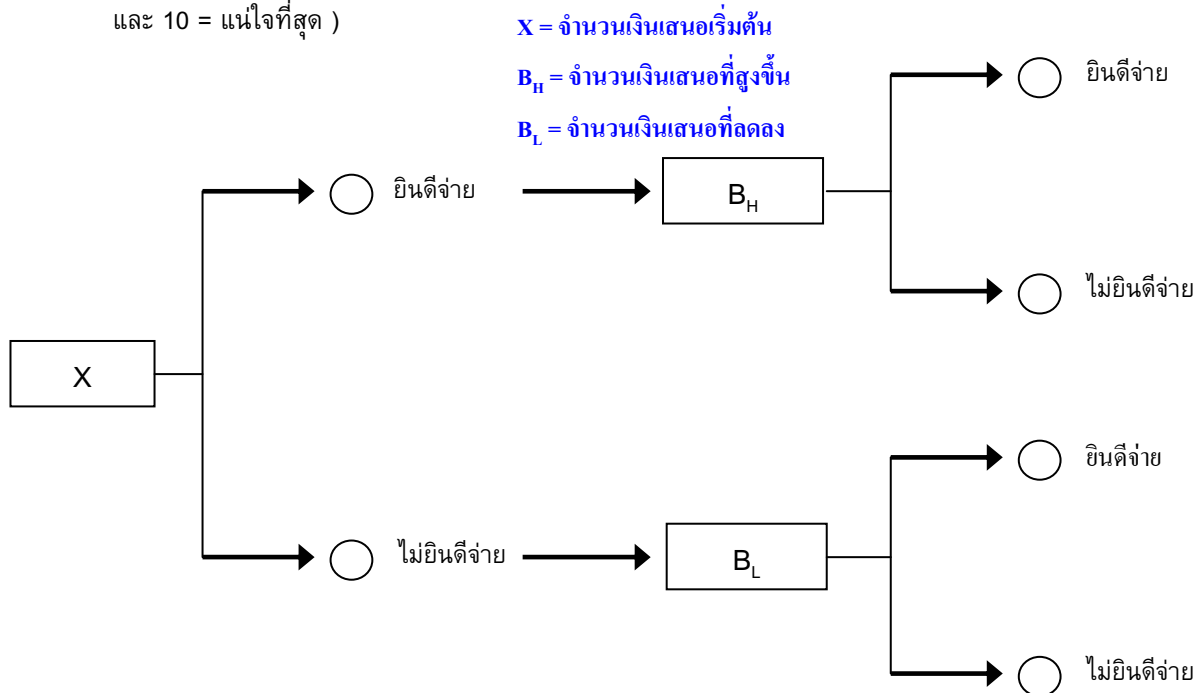 และ 10 = แน่ใจที่สุด )
X = จำนวนเงินเสนอเริ่มต้น
B_H = จำนวนเงินเสนอที่สูงขึ้น
B_L = จำนวนเงินเสนอที่ลดลง
ยินดีจ่าย
ยินดีจ่าย
B_H
ไม่ยินดีจ่าย
X
ยินดีจ่าย
ไม่ยินดีจ่าย
B_L
ไม่ยินดีจ่าย